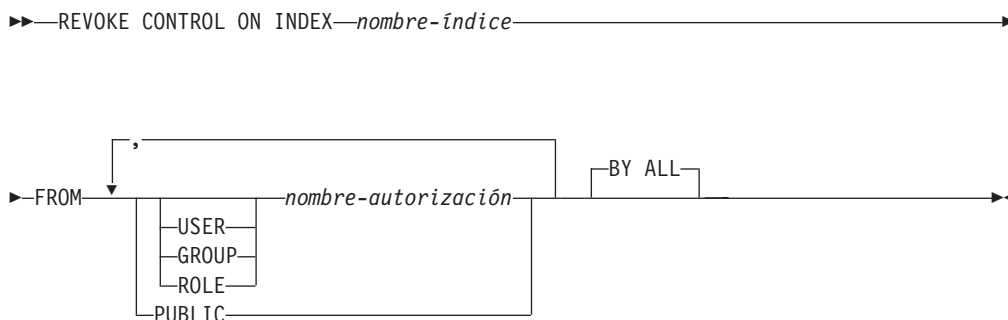 REVOKE CONTROL ON INDEX nombre-índice
,
FROM nombre-autorización BY ALL
USER
GROUP
ROLE
PUBLIC